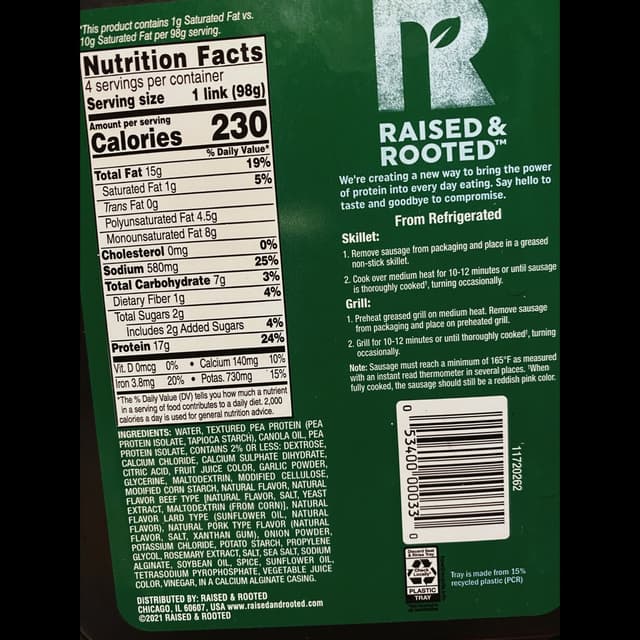 *This product contains 1g Saturated Fat vs.
10g Saturated Fat per 98g serving.
Nutrition Facts
4 servings per container
Serving size 1 link (98g)
Amount per serving
Calories 230
% Daily Value*
Total Fat 15g 19%
Saturated Fat 1g 5%
Trans Fat 0g
Polyunsaturated Fat 4.5g
Monounsaturated Fat 8g
Cholesterol 0mg 0%
Sodium 580mg 25%
Total Carbohydrate 7g 3%
Dietary Fiber 1g 4%
Total Sugars 2g
Includes 2g Added Sugars 4%
Protein 17g 24%
Vit. D 0mcg 0% • Calcium 140mg 10%
Iron 3.8mg 20% • Potas. 730mg 15%
*The % Daily Value (DV) tells you how much a nutrient
in a serving of food contributes to a daily diet. 2,000
calories a day is used for general nutrition advice.
INGREDIENTS: WATER, TEXTURED PEA PROTEIN (PEA
PROTEIN ISOLATE, TAPIOCA STARCH), CANOLA OIL, PEA
PROTEIN ISOLATE, CONTAINS 2% OR LESS: DEXTROSE,
CALCIUM CHLORIDE, CALCIUM SULPHATE DIHYDRATE,
CITRIC ACID, FRUIT JUICE COLOR, GARLIC POWDER,
GLYCERINE, MALTODEXTRIN, MODIFIED CELLULOSE,
MODIFIED CORN STARCH, NATURAL FLAVOR, NATURAL
FLAVOR BEEF TYPE [NATURAL FLAVOR, SALT, YEAST
EXTRACT, MALTODEXTRIN (FROM CORN)], NATURAL
FLAVOR LARD TYPE (SUNFLOWER OIL, NATURAL
FLAVOR), NATURAL PORK TYPE FLAVOR (NATURAL
FLAVOR, SALT, XANTHAN GUM), ONION POWDER,
POTASSIUM CHLORIDE, POTATO STARCH, PROPYLENE
GLYCOL, ROSEMARY EXTRACT, SALT, SEA SALT, SODIUM
ALGINATE, SOYBEAN OIL, SPICE, SUNFLOWER OIL,
TETRASODIUM PYROPHOSPHATE, VEGETABLE JUICE
COLOR, VINEGAR, IN A CALCIUM ALGINATE CASING.
DISTRIBUTED BY: RAISED & ROOTED
CHICAGO, IL 60607, USA www.raisedandrooted.com
©2021 RAISED & ROOTED
R
RAISED &
ROOTED™
We're creating a new way to bring the power
of protein into every day eating. Say hello to
taste and goodbye to compromise.
From Refrigerated
Skillet:
1. Remove sausage from packaging and place in a greased
non-stick skillet.
2. Cook over medium heat for 10-12 minutes or until sausage
is thoroughly cooked†, turning occasionally.
Grill:
1. Preheat greased grill on medium heat. Remove sausage
from packaging and place on preheated grill.
2. Grill for 10-12 minutes or until thoroughly cooked†, turning
occasionally.
Note: Sausage must reach a minimum of 165°F as measured
with an instant read thermometer in several places. †When
fully cooked, the sausage should still be a reddish pink color.
0 53400 00033 0
11720262
Discard Seal
& Rinse Tray
Check
Locally*
PLASTIC
TRAY
Tray is made from 15%
recycled plastic (PCR)